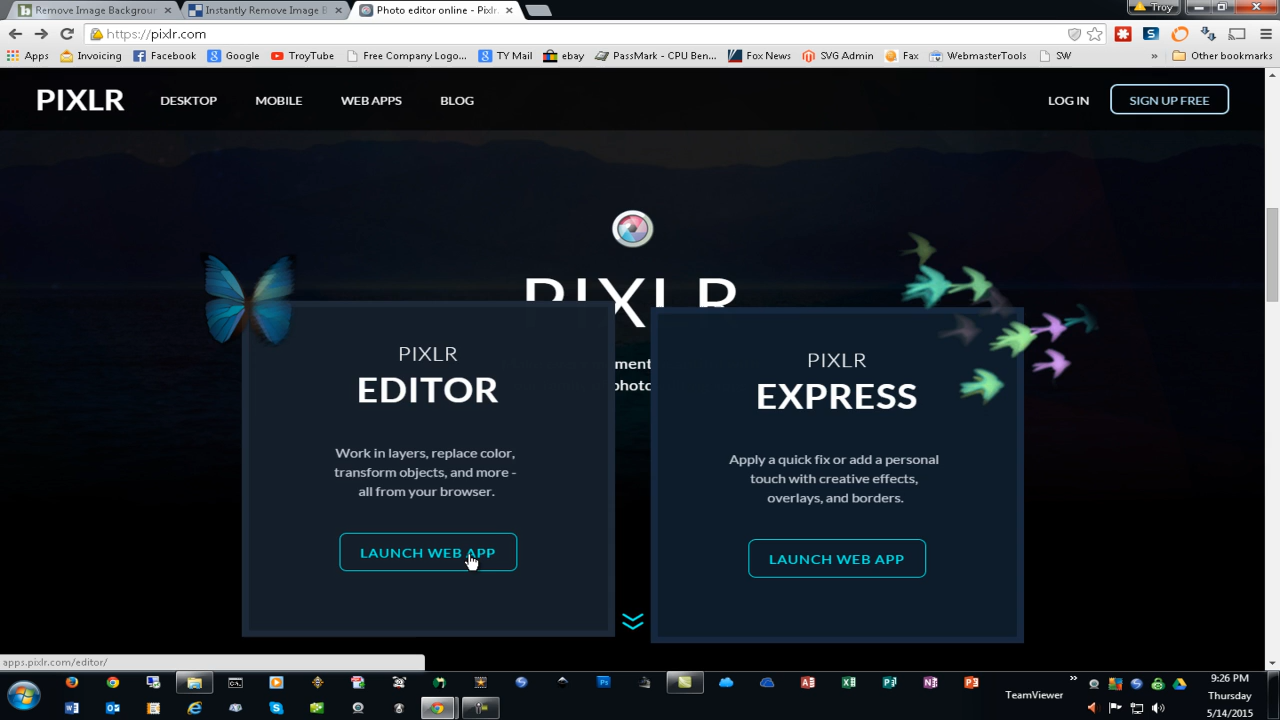 Remove Image Backgroun
Instantly Remove Image B
Photo editor online - Pixlr.
Troy
https://pixlr.com
Apps
Invoicing
Facebook
Google
TroyTube
Free Company Logo...
TY Mail
ebay
PassMark - CPU Ben...
Fox News
SVG Admin
Fax
WebmasterTools
SW
»
Other bookmarks
PIXLR
DESKTOP
MOBILE
WEB APPS
BLOG
LOG IN
SIGN UP FREE
PIXLR
PIXLR
EDITOR
Work in layers, replace color,
transform objects, and more -
all from your browser.
LAUNCH WEB APP
PIXLR
EXPRESS
Apply a quick fix or add a personal
touch with creative effects,
overlays, and borders.
LAUNCH WEB APP
apps.pixlr.com/editor/
TeamViewer
»
9:26 PM
Thursday
5/14/2015